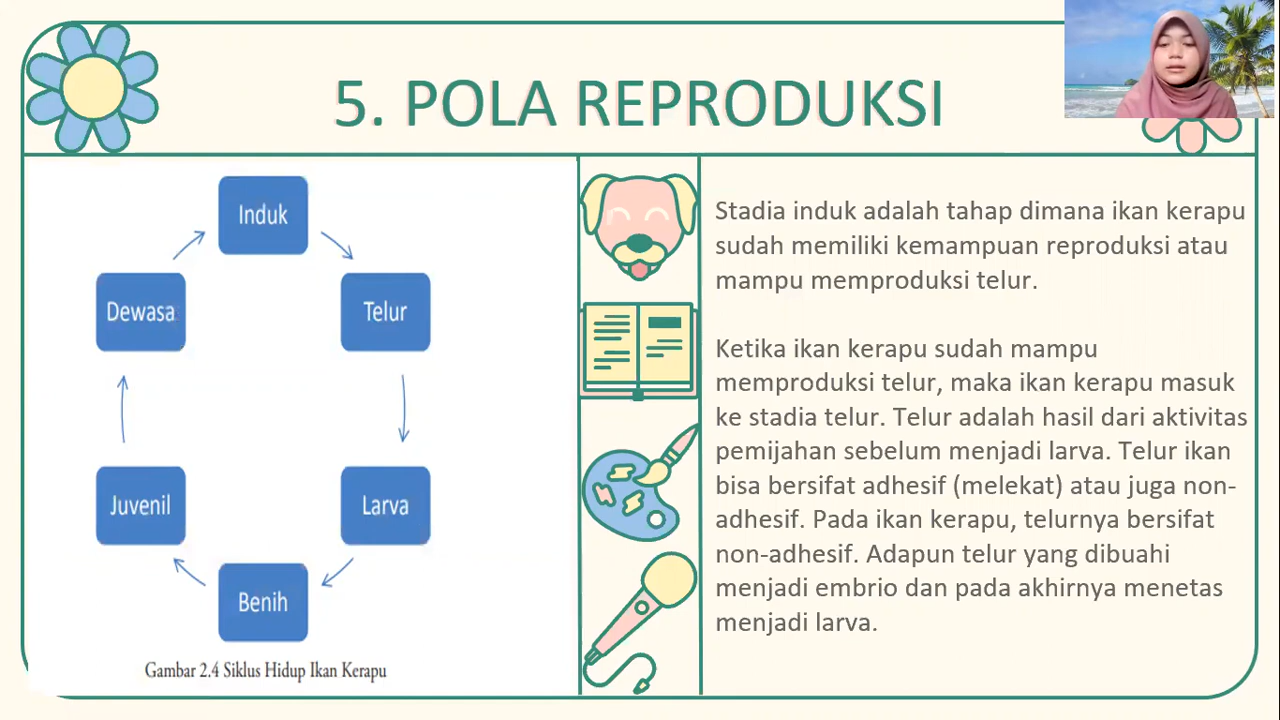 5. POLA REPRODUKSI
Induk
Dewasa
Telur
Juvenil
Larva
Benih
Gambar 2.4 Siklus Hidup Ikan Kerapu
Stadia induk adalah tahap dimana ikan kerapu
sudah memiliki kemampuan reproduksi atau
mampu memproduksi telur.
Ketika ikan kerapu sudah mampu
memproduksi telur, maka ikan kerapu masuk
ke stadia telur. Telur adalah hasil dari aktivitas
pemijahan sebelum menjadi larva. Telur ikan
bisa bersifat adhesif (melekat) atau juga non-
adhesif. Pada ikan kerapu, telurnya bersifat
non-adhesif. Adapun telur yang dibuahi
menjadi embrio dan pada akhirnya menetas
menjadi larva.